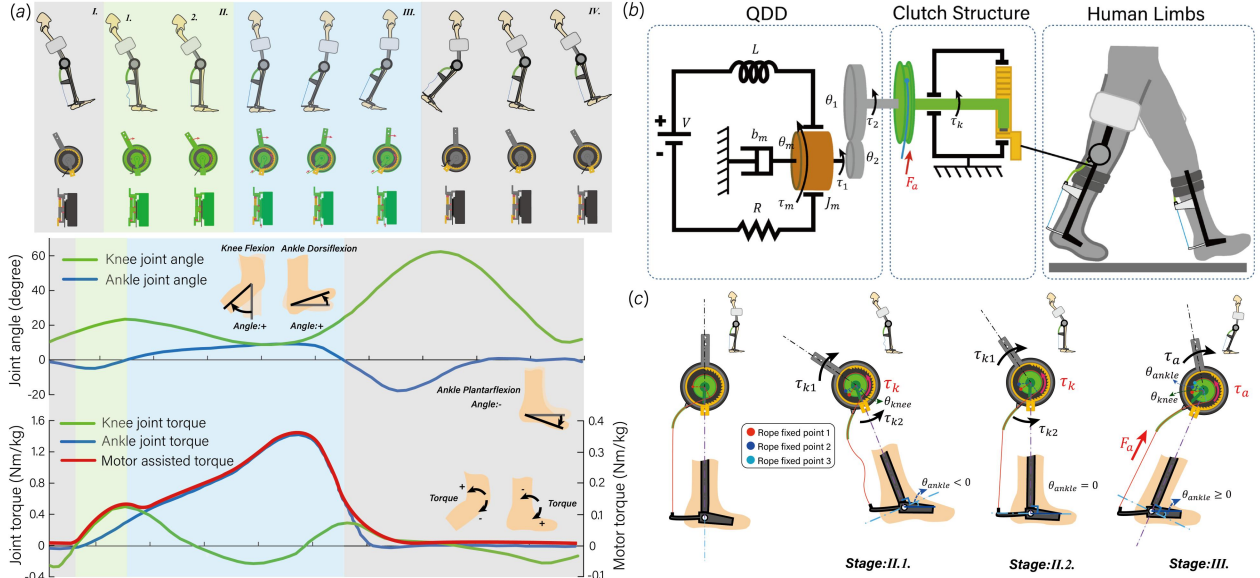 (a)
I.
1.
2.
II.
III.
IV.
Knee joint angle
Ankle joint angle
Knee Flexion
Ankle Dorsiflexion
Angle:+
Angle:+
Ankle Plantarflexion
Angle:-
Joint angle (degree)
60
40
20
0
-20
Knee joint torque
Ankle joint torque
Motor assisted torque
Torque
+
-
-
+
Torque
Joint torque (Nm/kg)
1.6
1.2
0.8
0.4
0
-0.4
Motor torque (Nm/kg)
0.4
0.3
0.2
0.1
0
-0.1
(b)
QDD
Clutch Structure
Human Limbs
L
+
V
-
b_m
θ_m
τ_m
J_m
R
τ_1
θ_1
θ_2
τ_2
F_a
τ_k
(c)
Rope fixed point 1
Rope fixed point 2
Rope fixed point 3
τ_k1
τ_k
θ_knee
τ_k2
θ_ankle < 0
Stage:II.1.
τ_k1
τ_k
τ_k2
θ_ankle = 0
Stage:II.2.
τ_a
θ_ankle
θ_knee
τ_a
F_a
θ_ankle ≥ 0
Stage:III.